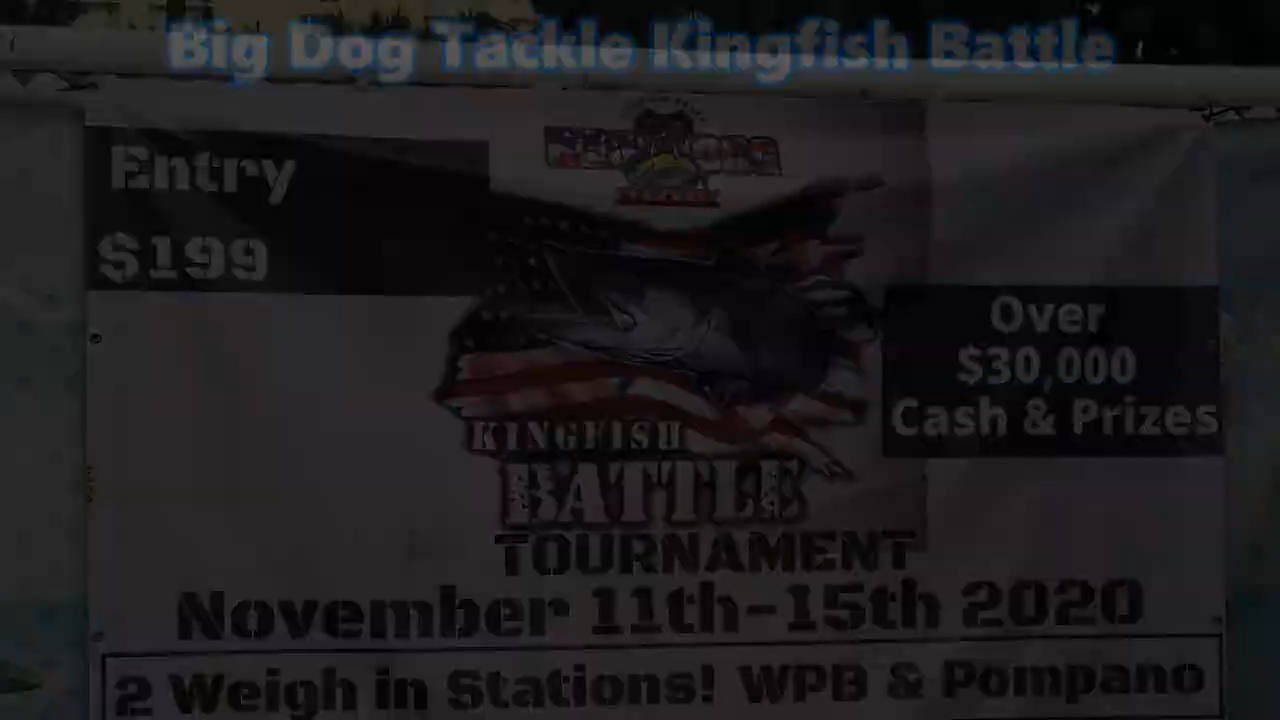 Big Dog Tackle Kingfish Battle
Entry
$199
Over
$30,000
Cash & Prizes
KINGFISH
BATTLE
TOURNAMENT
November 11th-15th 2020
2 Weigh in Stations! WPB & Pompano